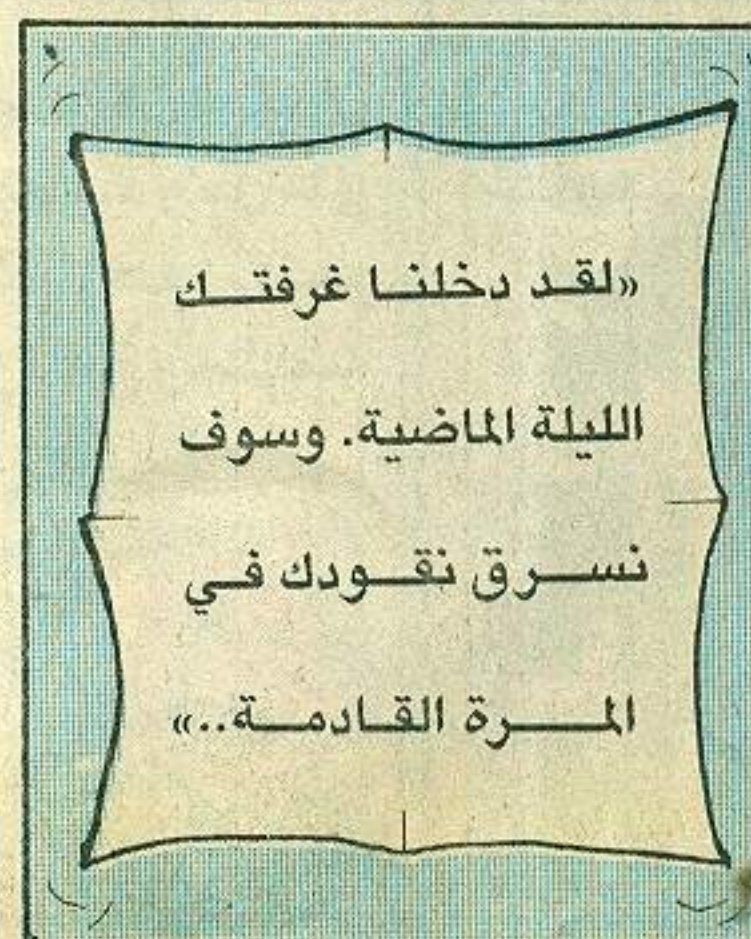 «لقد دخلنا غرفتك
الليلة الماضية. وسوف
نسرق نقودك في
المرة القادمة..»